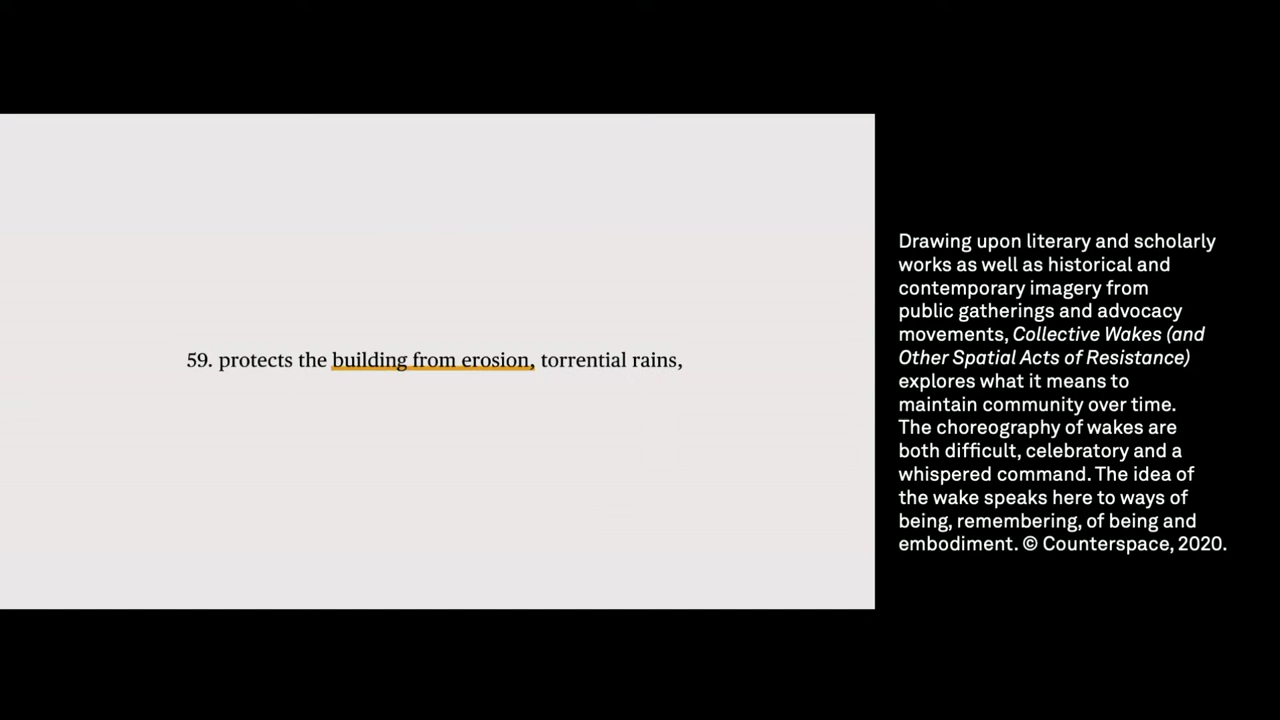 59. protects the building from erosion, torrential rains,
Drawing upon literary and scholarly
works as well as historical and
contemporary imagery from
public gatherings and advocacy
movements, Collective Wakes (and
Other Spatial Acts of Resistance)
explores what it means to
maintain community over time.
The choreography of wakes are
both difficult, celebratory and a
whispered command. The idea of
the wake speaks here to ways of
being, remembering, of being and
embodiment. © Counterspace, 2020.